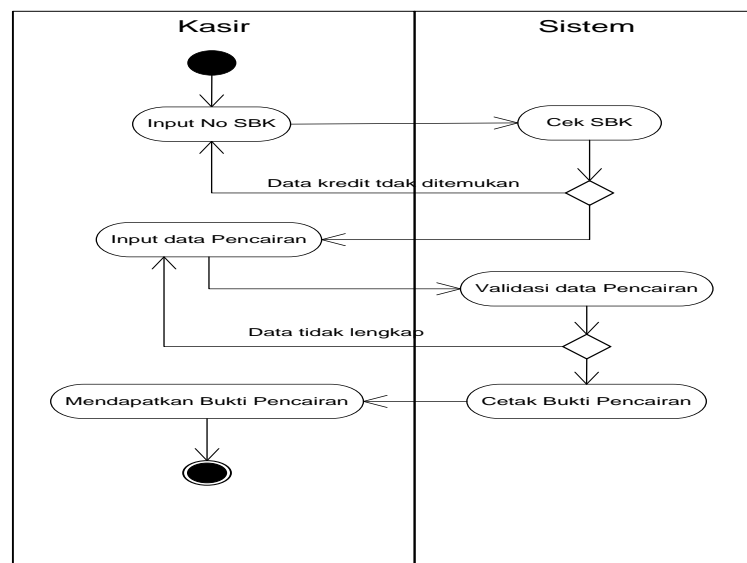 Kasir
Sistem
Input No SBK
Cek SBK
Data kredit tdak ditemukan
Input data Pencairan
Validasi data Pencairan
Data tidak lengkap
Mendapatkan Bukti Pencairan
Cetak Bukti Pencairan